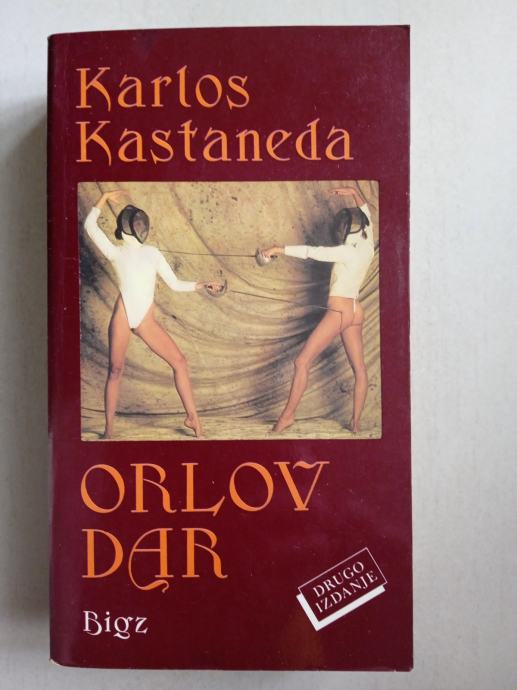 Karlos
Kastaneda
ORLOV
DAR
DRUGO
IZDANJE
Bigz